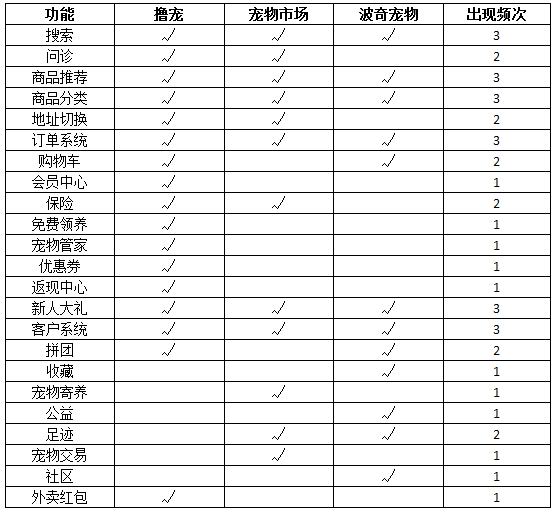 功能 撸宠 宠物市场 波奇宠物 出现频次
搜索 √ √ √ 3
问诊 √ √ 2
商品推荐 √ √ √ 3
商品分类 √ √ √ 3
地址切换 √ √ 2
订单系统 √ √ √ 3
购物车 √ √ 2
会员中心 √ 1
保险 √ √ 2
免费领养 √ 1
宠物管家 √ 1
优惠券 √ 1
返现中心 √ 1
新人大礼 √ √ √ 3
客户系统 √ √ √ 3
拼团 √ √ 2
收藏 √ 1
宠物寄养 √ 1
公益 √ 1
足迹 √ √ 2
宠物交易 √ 1
社区 √ 1
外卖红包 √ 1